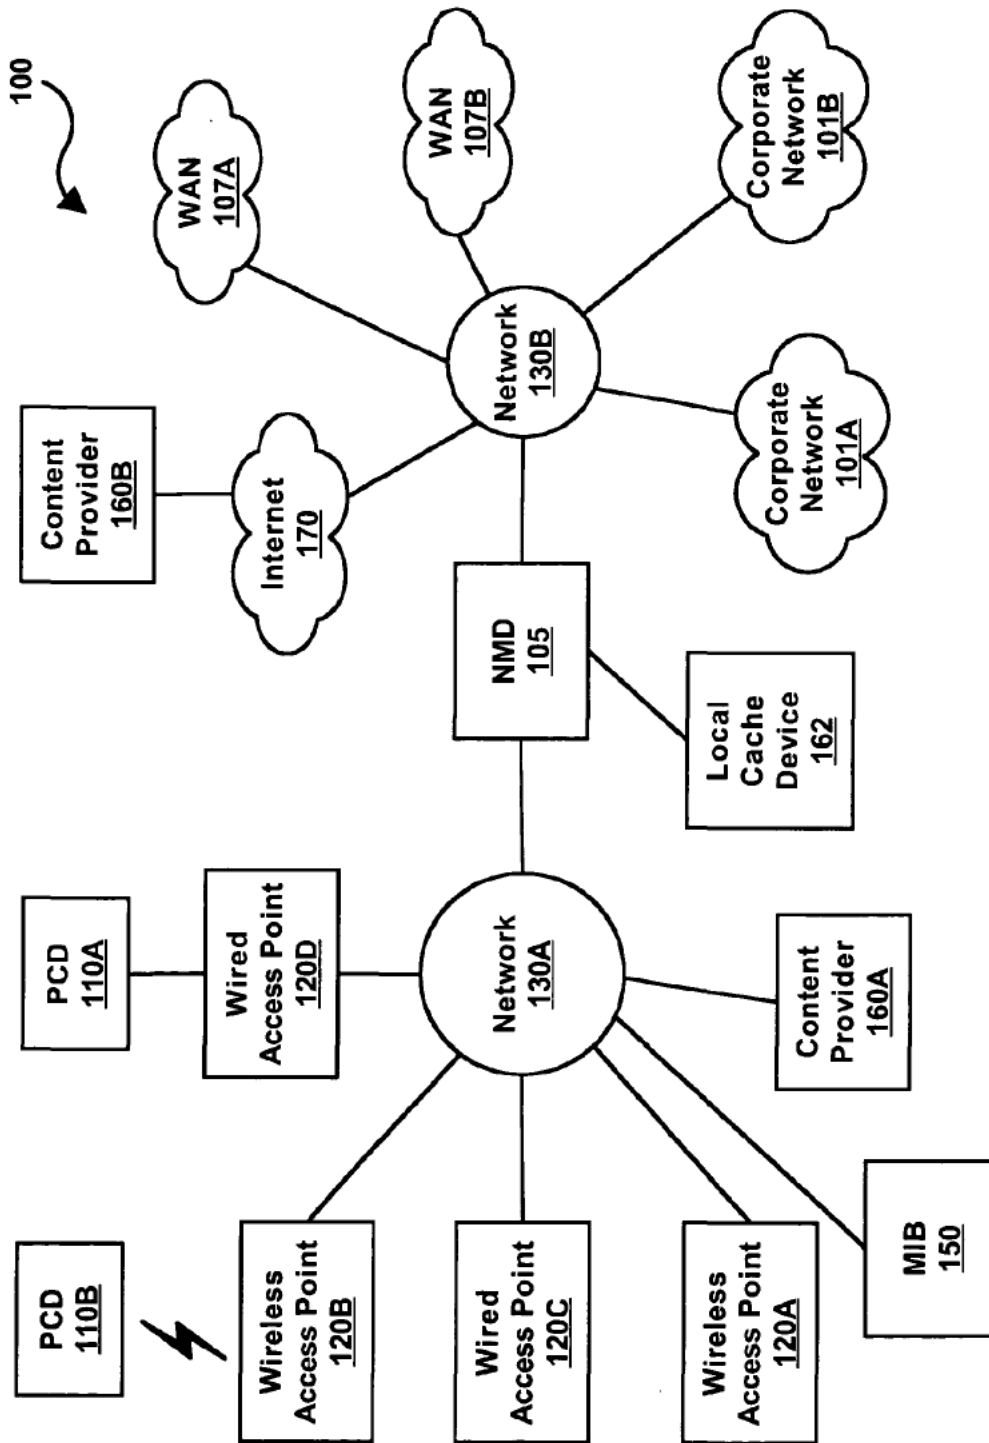 100
PCD
110B
PCD
110A
Content
Provider
160B
WAN
107A
Wireless
Access Point
120B
Wired
Access Point
120D
Internet
170
WAN
107B
Wired
Access Point
120C
Network
130A
NMD
105
Network
130B
Wireless
Access Point
120A
Local
Cache
Device
162
Corporate
Network
101B
MIB
150
Content
Provider
160A
Corporate
Network
101A